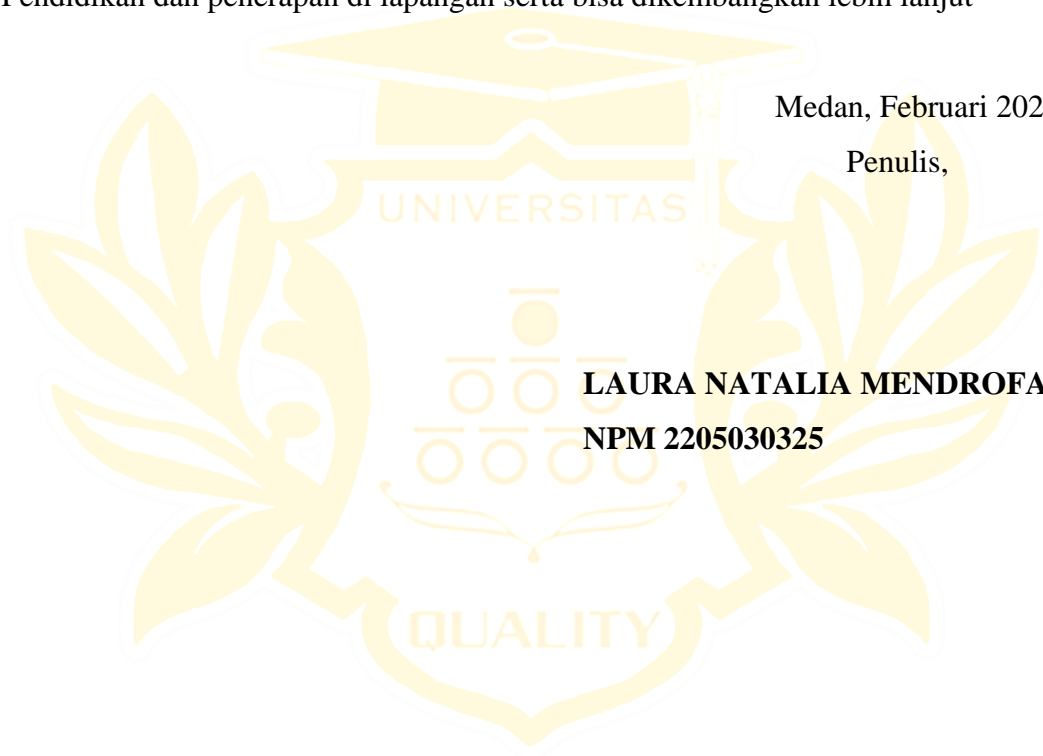 Pendidikan dan penerapan di lapangan serta bisa dikembangkan lebih lanjut
Medan, Februari 202
Penulis,
UNIVERSITAS
LAURA NATALIA MENDROFA
NPM 2205030325
QUALITY